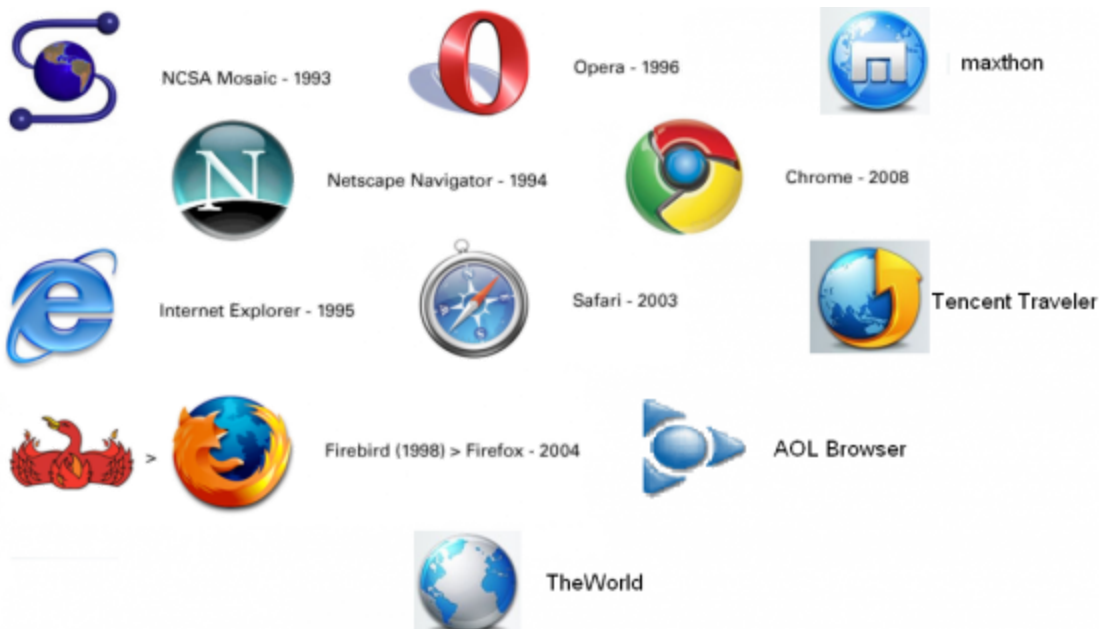 NCSA Mosaic - 1993
Opera - 1996
maxthon
Netscape Navigator - 1994
Chrome - 2008
Internet Explorer - 1995
Safari - 2003
Tencent Traveler
>
Firebird (1998) > Firefox - 2004
AOL Browser
TheWorld